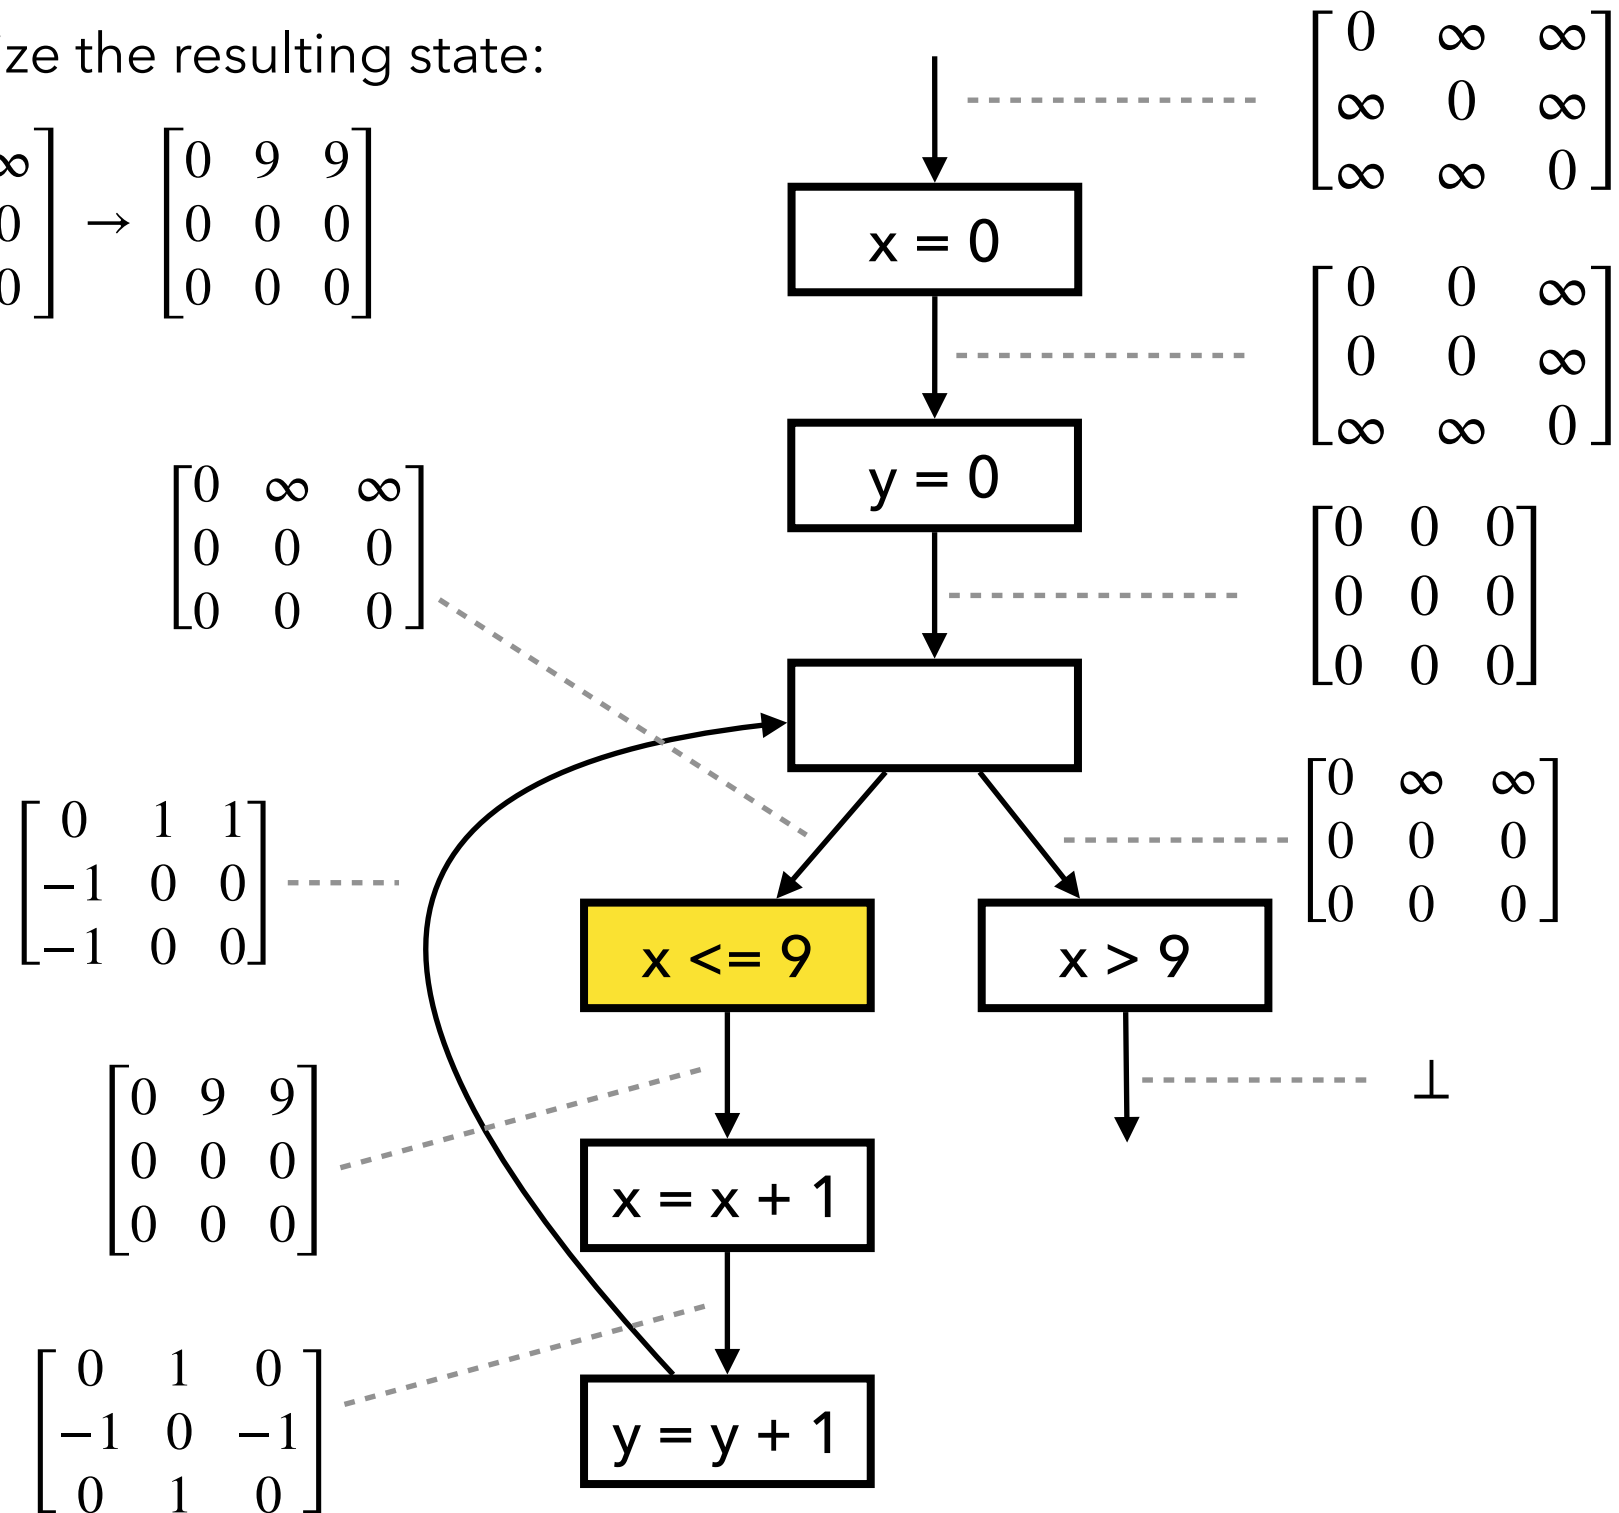 ze the resulting state:
∞
0 →
0
0 9 9
0 0 0
0 0 0
0 ∞ ∞
∞ 0 ∞
∞ ∞ 0
x = 0
0 0 ∞
0 0 ∞
∞ ∞ 0
y = 0
0 ∞ ∞
0 0 0
0 0 0
0 0 0
0 0 0
0 0 0
0 1 1
−1 0 0
−1 0 0
0 ∞ ∞
0 0 0
0 0 0
x <= 9
x > 9
⊥
0 9 9
0 0 0
0 0 0
x = x + 1
0 1 0
−1 0 −1
0 1 0
y = y + 1